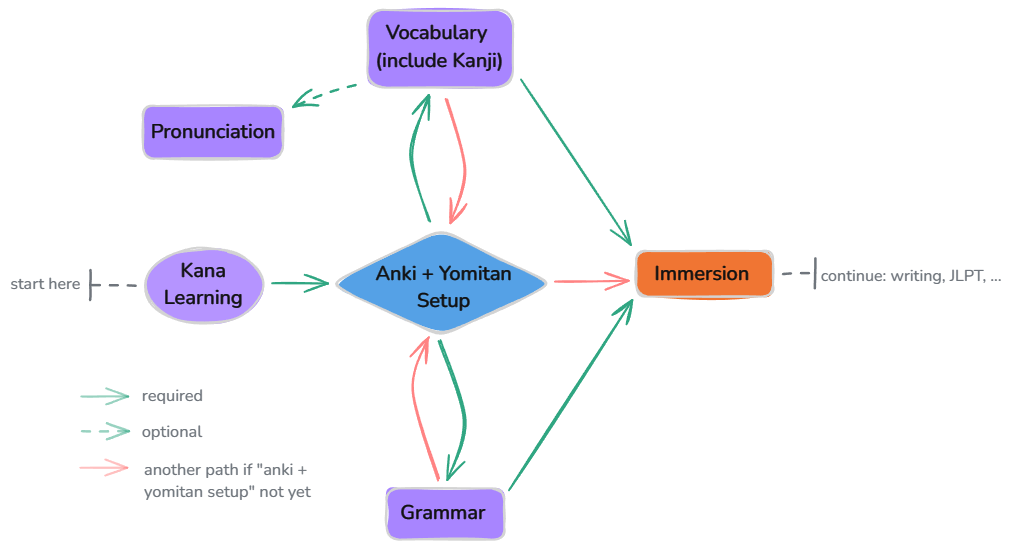 Vocabulary
(include Kanji)
Pronunciation
start here
Kana
Learning
Anki + Yomitan
Setup
Immersion
continue: writing, JLPT, ...
required
optional
another path if "anki +
yomitan setup" not yet
Grammar